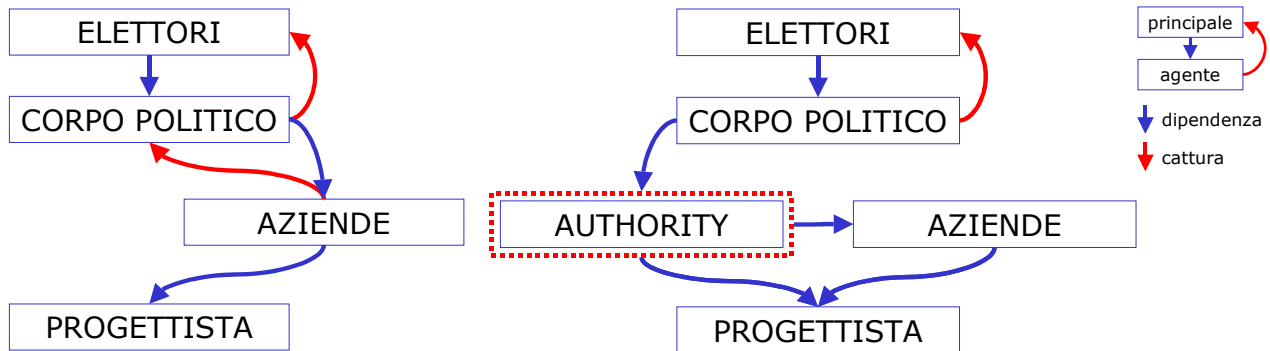 ELETTORI
CORPO POLITICO
AZIENDE
PROGETTISTA
ELETTORI
CORPO POLITICO
AUTHORITY
AZIENDE
PROGETTISTA
principale
agente
dipendenza
cattura